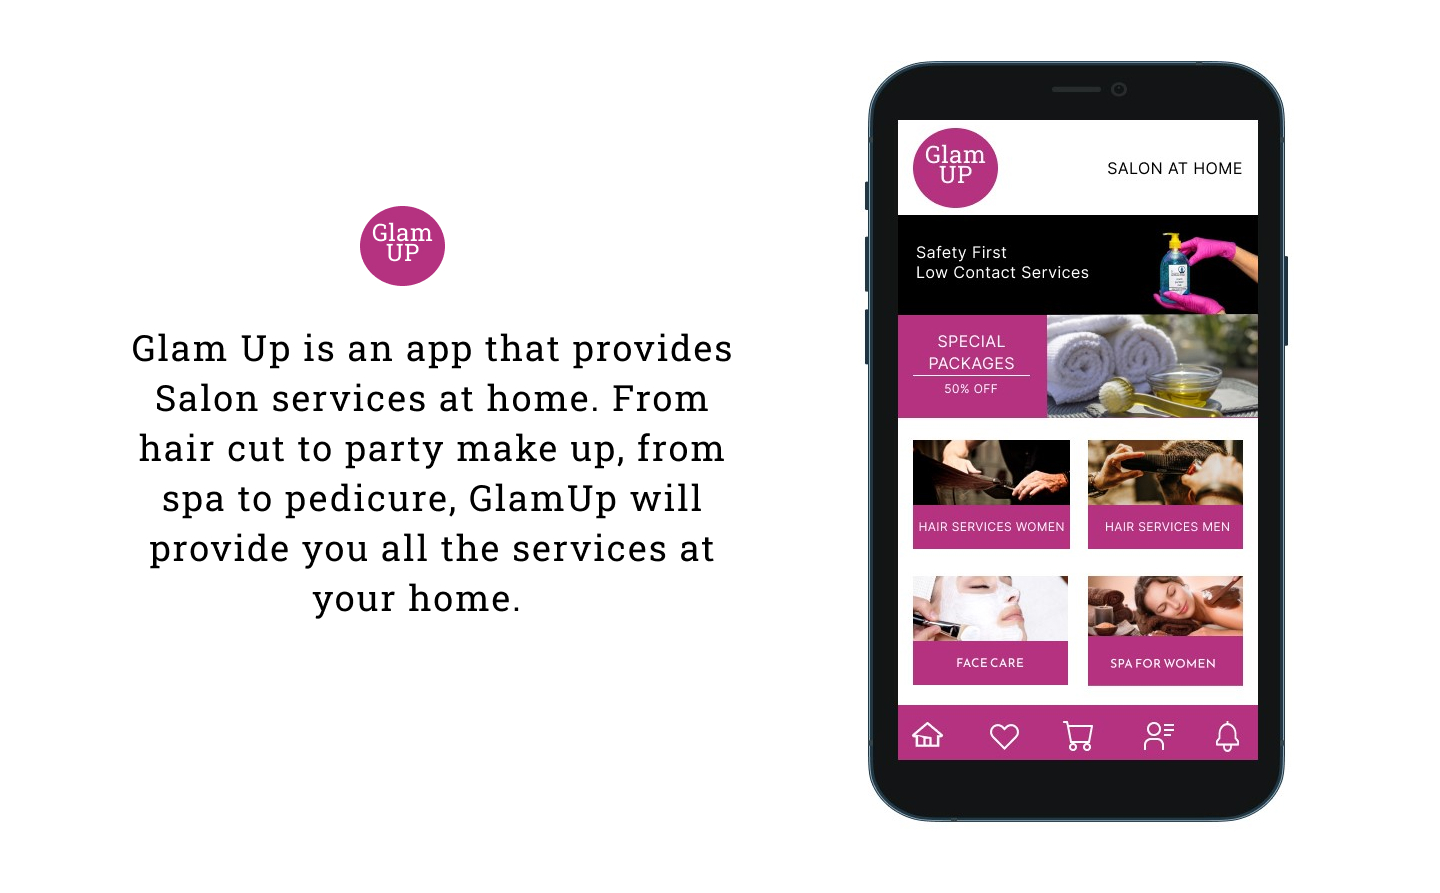 Glam
UP
Glam Up is an app that provides
Salon services at home. From
hair cut to party make up, from
spa to pedicure, GlamUp will
provide you all the services at
your home.
Glam
UP
SALON AT HOME
Safety First
Low Contact Services
SPECIAL
PACKAGES
50% OFF
HAIR SERVICES WOMEN
HAIR SERVICES MEN
FACE CARE
SPA FOR WOMEN